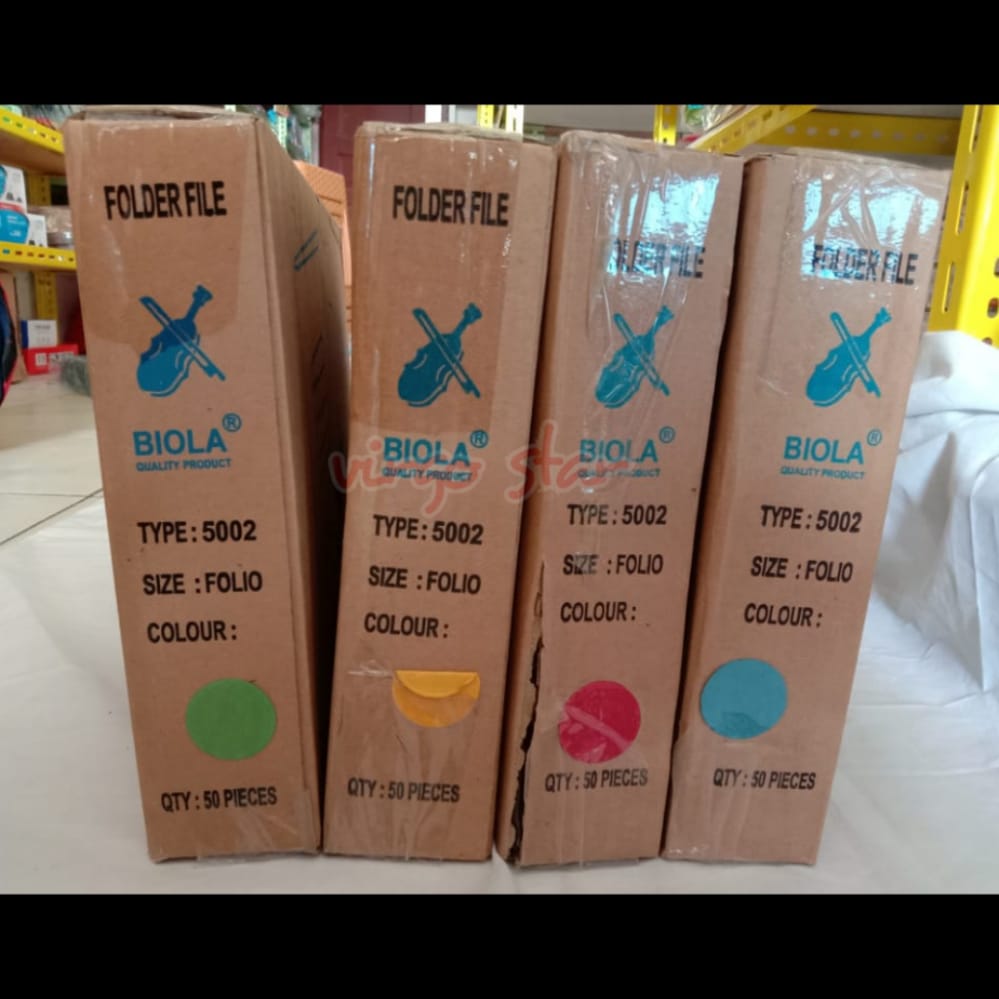 FOLDER FILE
BIOLA®
QUALITY PRODUCT
TYPE : 5002
SIZE : FOLIO
COLOUR :
QTY : 50 PIECES
FOLDER FILE
BIOLA®
QUALITY PRODUCT
TYPE : 5002
SIZE : FOLIO
COLOUR :
QTY : 50 PIECES
FOLDER FILE
BIOLA®
QUALITY PRODUCT
TYPE : 5002
SIZE : FOLIO
COLOUR :
QTY : 50 PIECES
FOLDER FILE
BIOLA®
QUALITY PRODUCT
TYPE : 5002
SIZE : FOLIO
COLOUR :
QTY : 50 PIECES